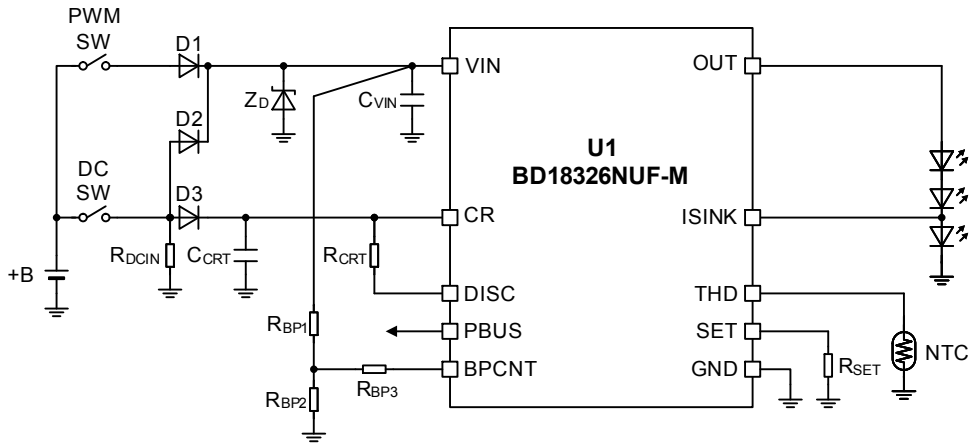 PWM
SW
D1
VIN
OUT
ZD
CVIN
D2
U1
BD18326NUF-M
DC
SW
D3
CR
ISINK
+B
RDCIN
CCRT
RCRT
DISC
THD
RBP1
PBUS
SET
NTC
BPCNT
GND
RSET
RBP2
RBP3